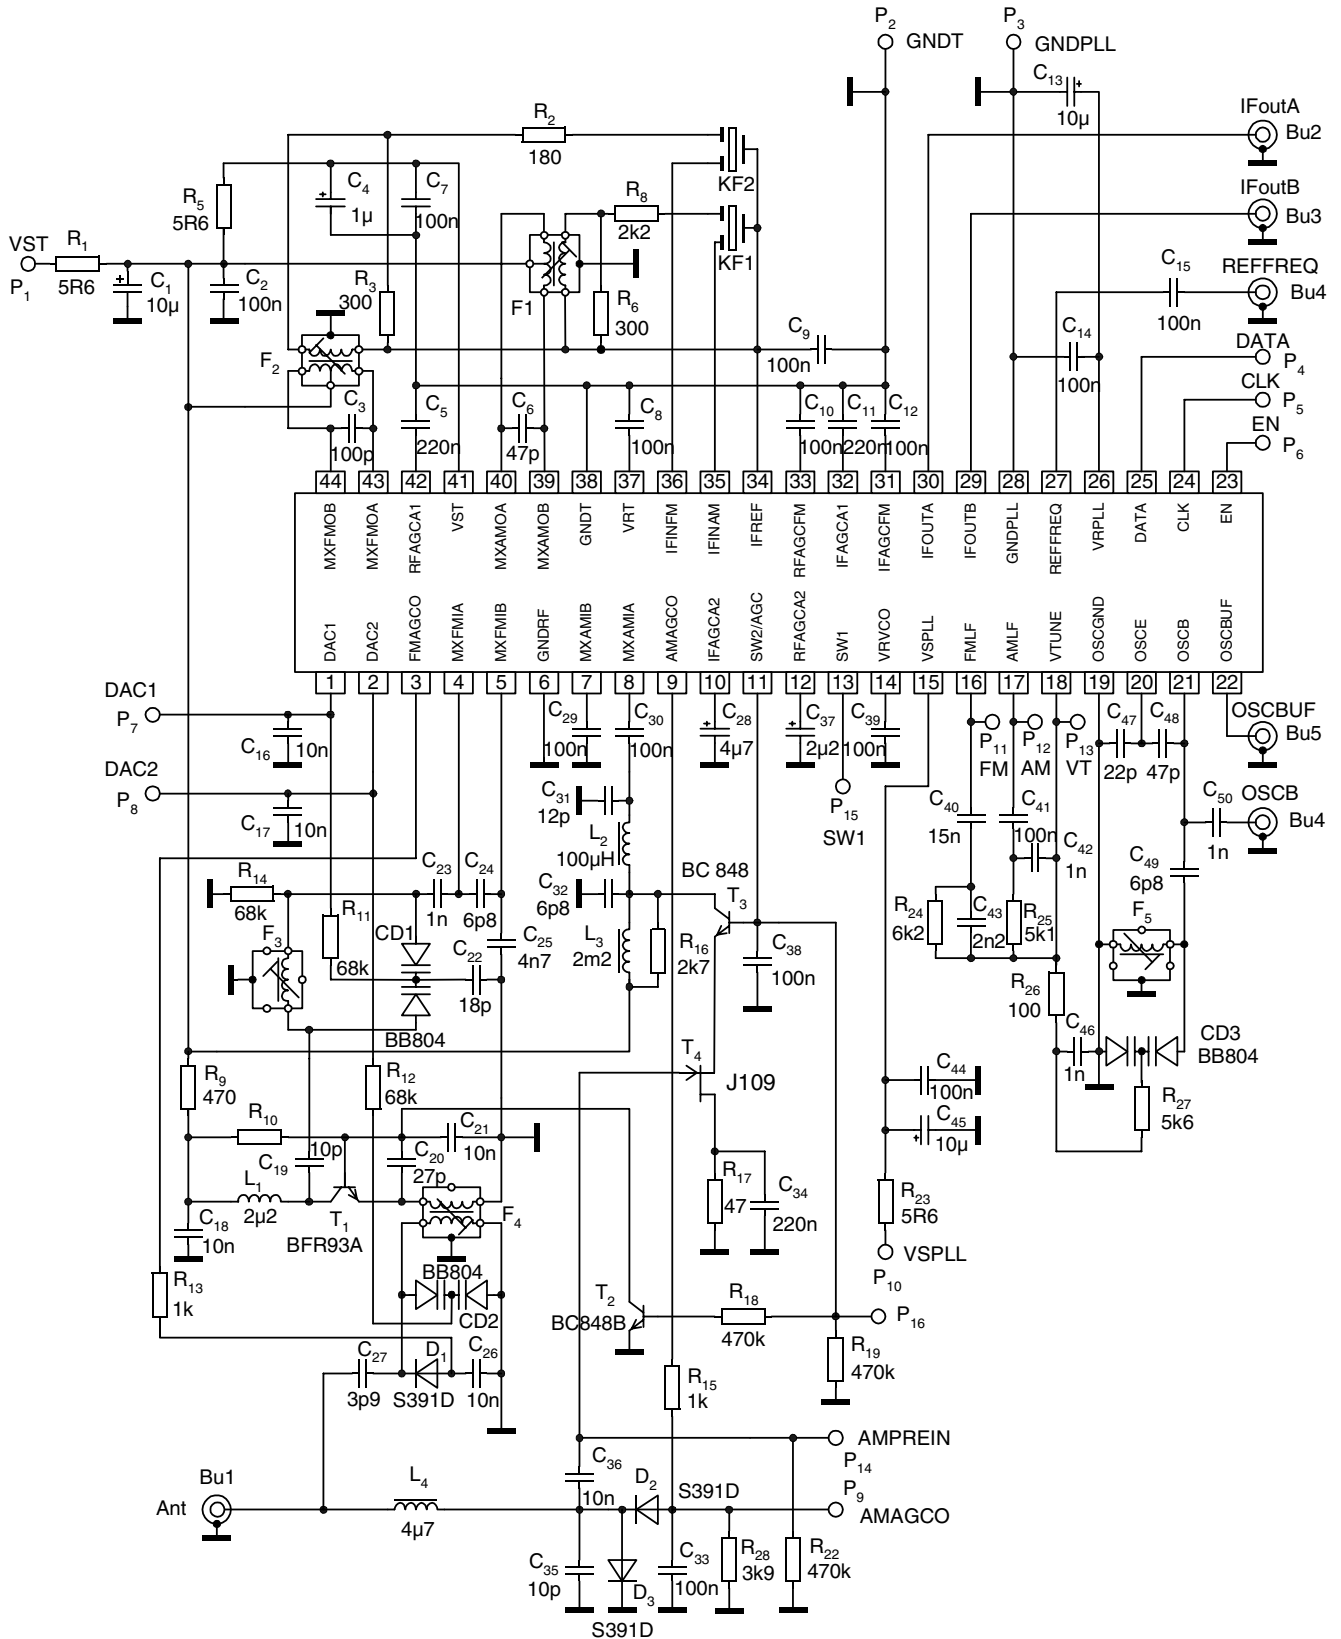 P2 GNDT
P3 GNDPLL
C13 10µ
IFoutA Bu2
R2 180
KF2
IFoutB Bu3
R5 5R6
C4 1µ
C7 100n
R8 2k2
KF1
VST P1
R1 5R6
C1 10µ
C2 100n
R3 300
F1
R6 300
C15 100n
REFFREQ Bu4
F2
C9 100n
C14 100n
DATA P4
CLK P5
EN P6
C3 100p
C5 220n
C6 47p
C8 100n
C10 100n
C11 220n
C12 100n
44 43 42 41 40 39 38 37 36 35 34 33 32 31 30 29 28 27 26 25 24 23
MXFMOB MXFMOA RFAGCA1 VST MXAMOA MXAMOB GNDT VRT IFINFM IFINAM IFREF RFAGCFM IFAGCA1 IFAGCFM IFOUTA IFOUTB GNDPLL REFFREQ VRPLL DATA CLK EN
DAC1 DAC2 FMAGCO MXFMIA MXFMIB GNDRF MXAMIB MXAMIA AMAGCO IFAGCA2 SW2/AGC RFAGCA2 SW1 VRVCO VSPLL FMLF AMLF VTUNE OSCGND OSCE OSCB OSCBUF
1 2 3 4 5 6 7 8 9 10 11 12 13 14 15 16 17 18 19 20 21 22
DAC1 P7
C16 10n
DAC2 P8
C17 10n
C29 100n
C30 100n
C28 4µ7
C37 2µ2
C39 100n
P15 SW1
P11 FM
P12 AM
P13 VT
C47 22p
C48 47p
OSCBUF Bu5
C31 12p
L2 100µH
C40 15n
C41 100n
C42 1n
C50 1n
OSCB Bu4
C49 6p8
R14 68k
R11 68k
C23 1n
C24 6p8
C32 6p8
BC 848 T3
F3
CD1
C22 18p
C25 4n7
L3 2m2
R16 2k7
C38 100n
R24 6k2
C43 2n2
R25 5k1
F5
R26 100
BB804
C46 1n
CD3 BB804
R9 470
R12 68k
T4 J109
C44 100n
C45 10µ
R27 5k6
R10
C19 10p
C20 27p
C21 10n
L1 2µ2
C18 10n
T1 BFR93A
F4
R17 47
C34 220n
R23 5R6
VSPLL P10
R13 1k
BB804 CD2
T2 BC848B
R18 470k
P16
R19 470k
C27 3p9
D1 S391D
C26 10n
R15 1k
AMPREIN P14
Bu1 Ant
L4 4µ7
C36 10n
D2 S391D
P9 AMAGCO
C35 10p
D3 S391D
C33 100n
R28 3k9
R22 470k